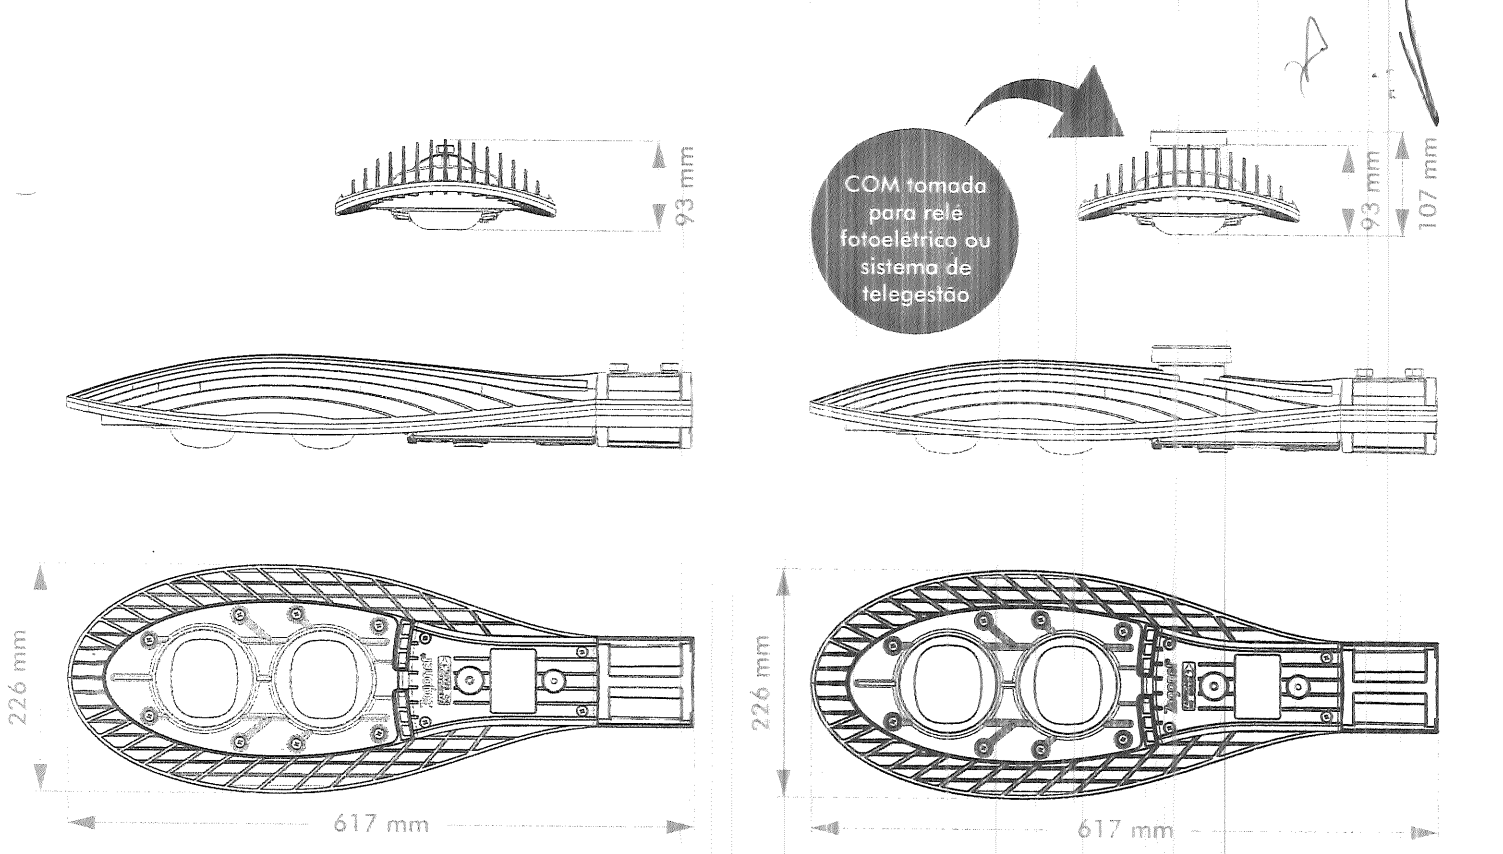 93 mm
COM tomada
para relé
fotoelétrico ou
sistema de
telegestão
93 mm
107 mm
226 mm
617 mm
226 mm
617 mm